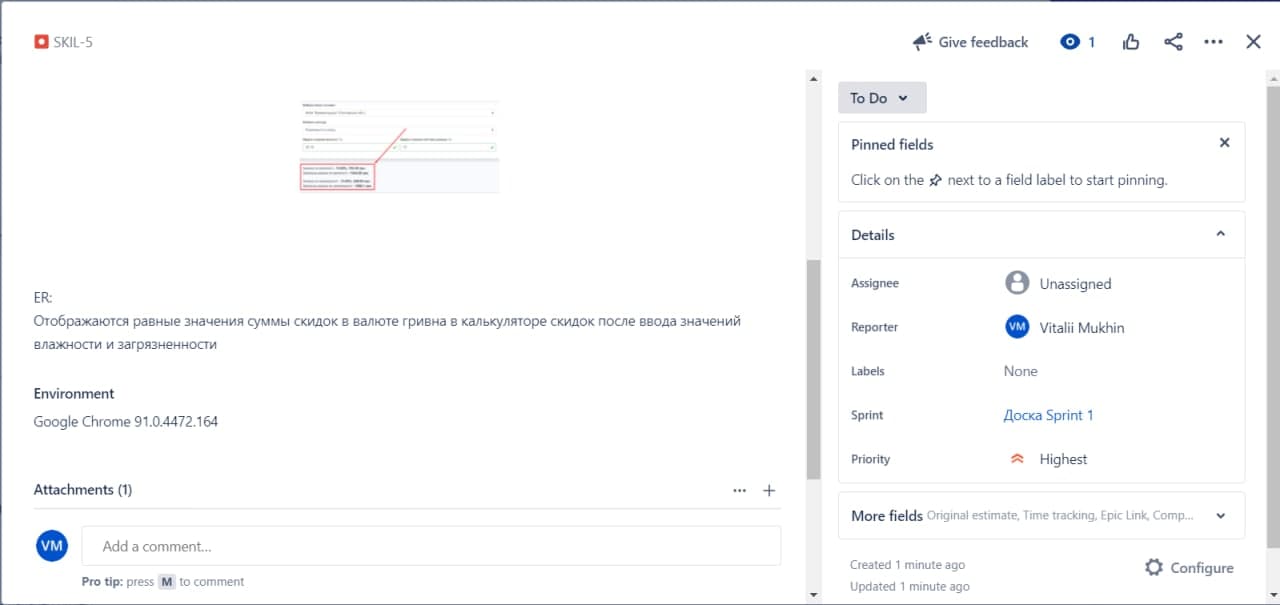 SKIL-5
Give feedback
1
To Do
Pinned fields
Click on the next to a field label to start pinning.
Details
Assignee
Unassigned
Reporter
VM Vitalii Mukhin
Labels
None
Sprint
Доска Sprint 1
Priority
Highest
More fields Original estimate, Time tracking, Epic Link, Comp...
Created 1 minute ago
Updated 1 minute ago
Configure
ER:
Отображаются равные значения суммы скидок в валюте гривна в калькуляторе скидок после ввода значений
влажности и загрязненности
Environment
Google Chrome 91.0.4472.164
Attachments (1)
VM
Add a comment...
Pro tip: press M to comment